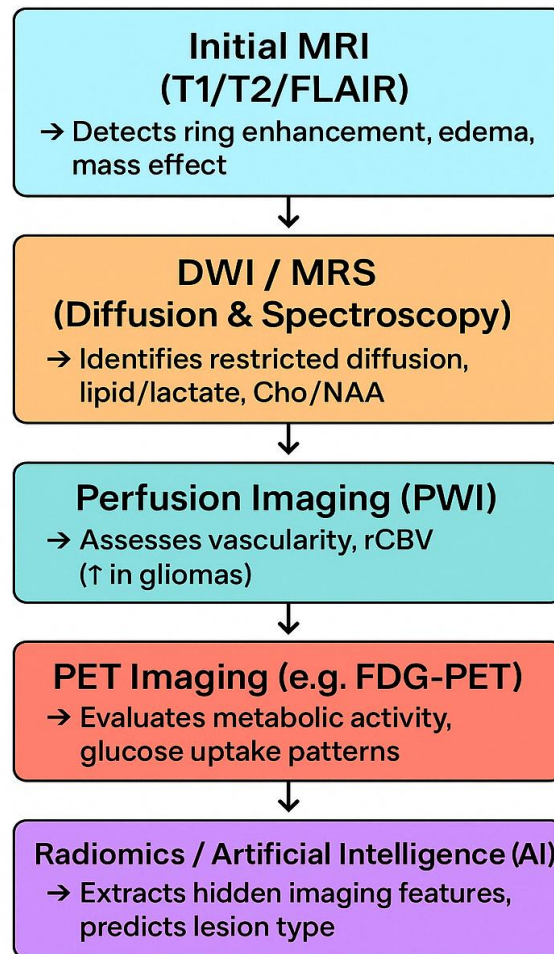 Initial MRI
(T1/T2/FLAIR)
→ Detects ring enhancement, edema,
mass effect
DWI / MRS
(Diffusion & Spectroscopy)
→ Identifies restricted diffusion,
lipid/lactate, Cho/NAA
Perfusion Imaging (PWI)
→ Assesses vascularity, rCBV
(↑ in gliomas)
PET Imaging (e.g. FDG-PET)
→ Evaluates metabolic activity,
glucose uptake patterns
Radiomics / Artificial Intelligence (AI)
→ Extracts hidden imaging features,
predicts lesion type